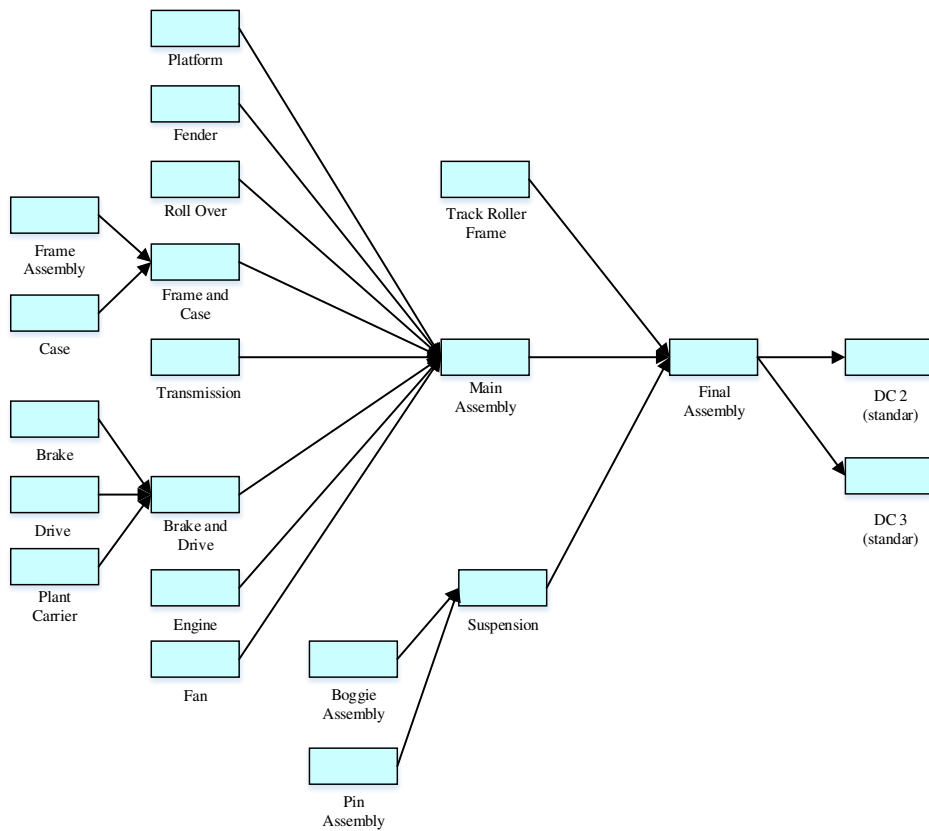 Platform
Fender
Roll Over
Track Roller
Frame
Frame
Assembly
Frame and
Case
Case
Transmission
Main
Assembly
Final
Assembly
DC 2
(standar)
Brake
Drive
Brake and
Drive
DC 3
(standar)
Plant
Carrier
Engine
Suspension
Fan
Boggie
Assembly
Pin
Assembly